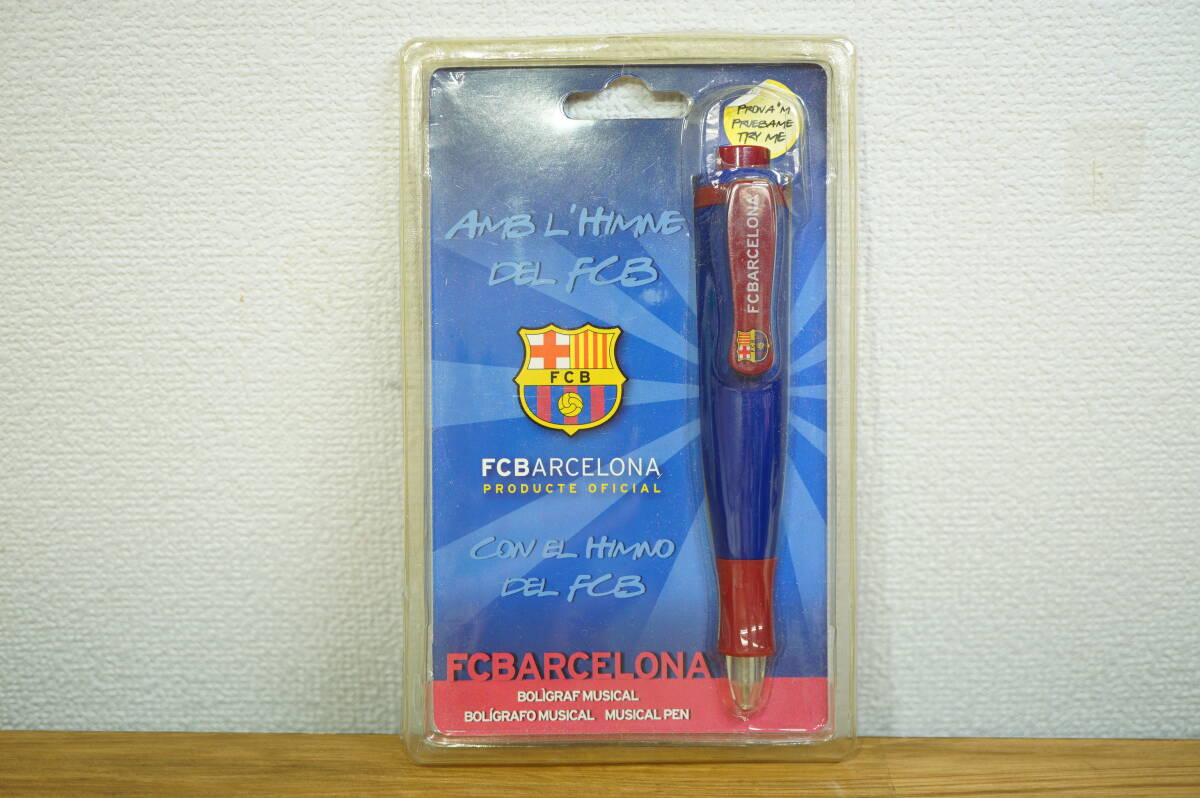 PROVA'M
PRUEBAME
TRY ME
FCBARCELONA
AMB L'HIMNE
DEL FCB
FCB
FCBARCELONA
PRODUCTE OFICIAL
CON EL HIMNO
DEL FCB
FCBARCELONA
BOLÌGRAF MUSICAL
BOLÍGRAFO MUSICAL MUSICAL PEN